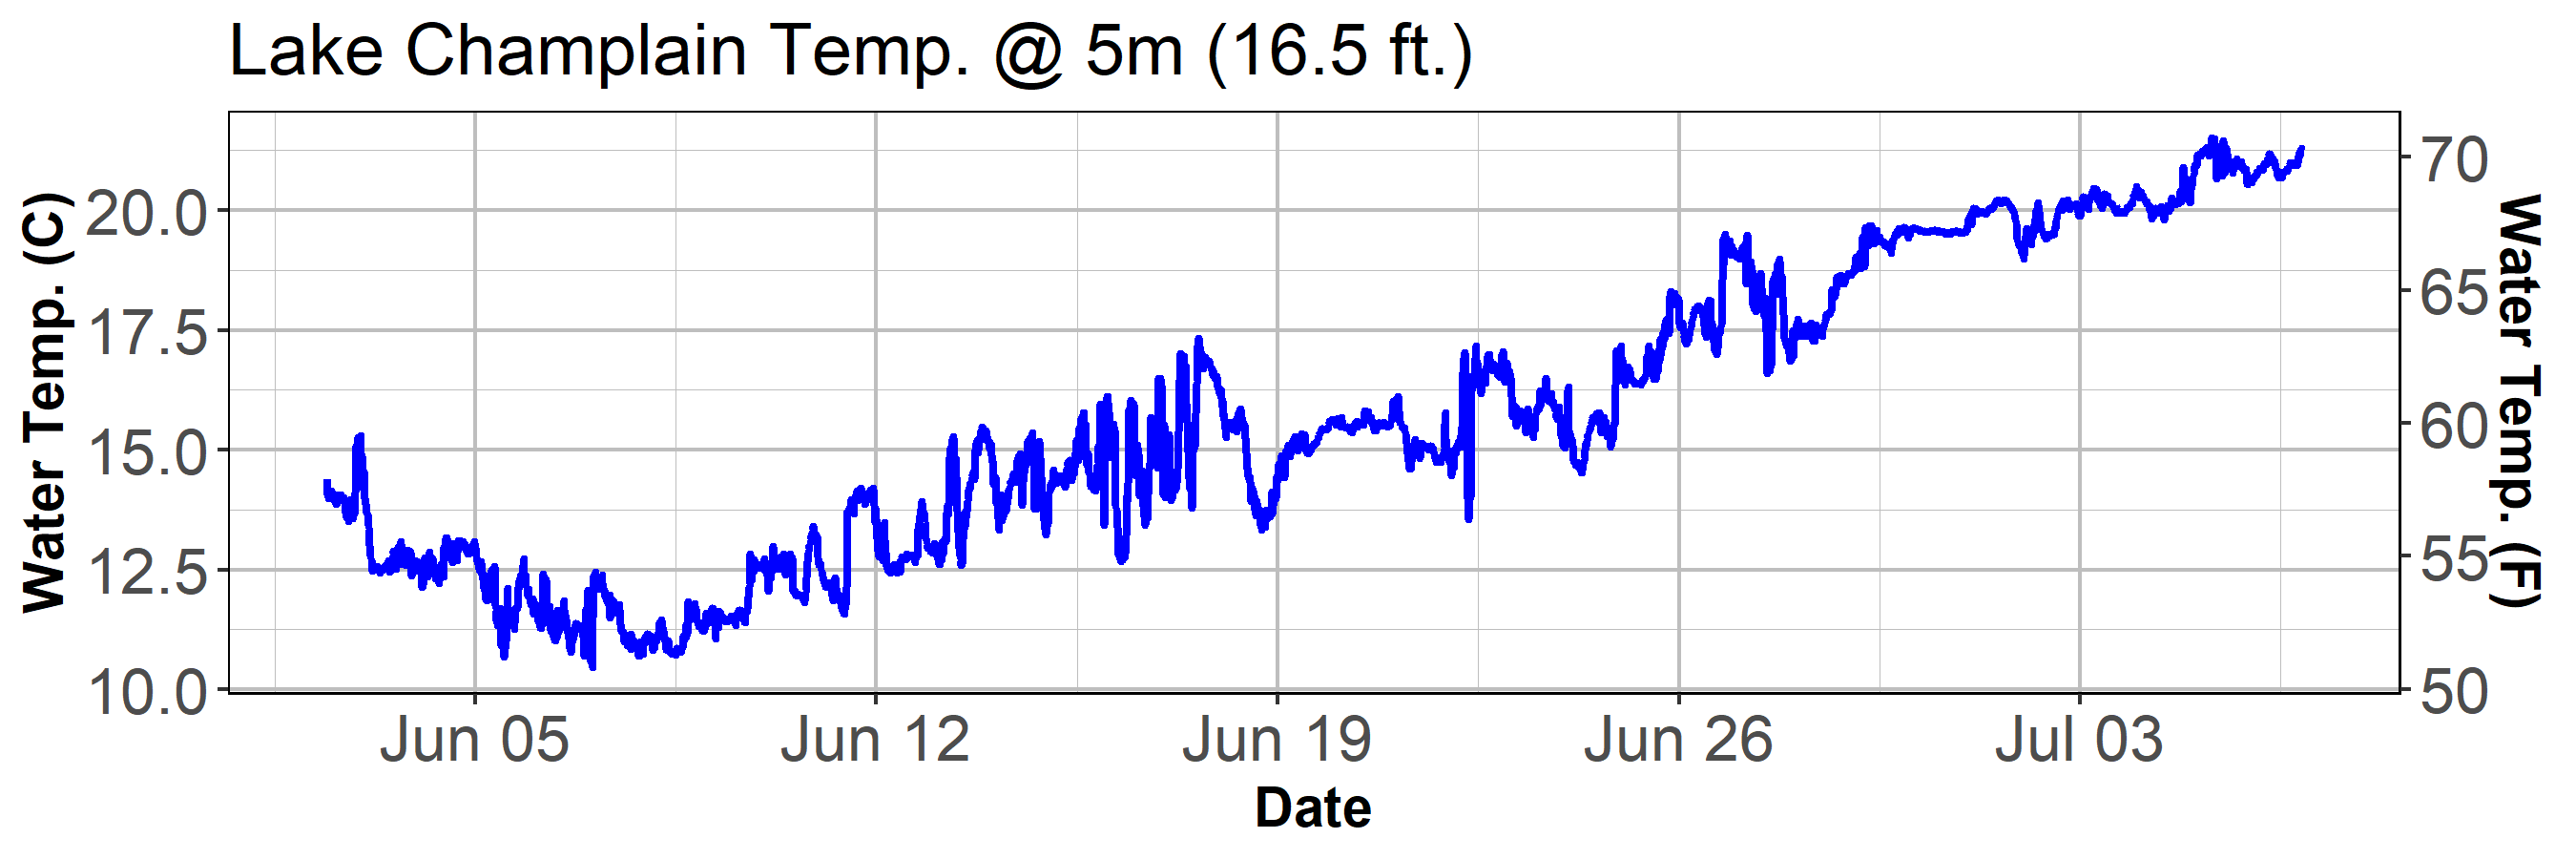 Lake Champlain Temp. @ 5m (16.5 ft.)
Water Temp. (C)
20.0
17.5
15.0
12.5
10.0
70
65
60
55
50
Water Temp. (F)
Jun 05 Jun 12 Jun 19 Jun 26 Jul 03
Date